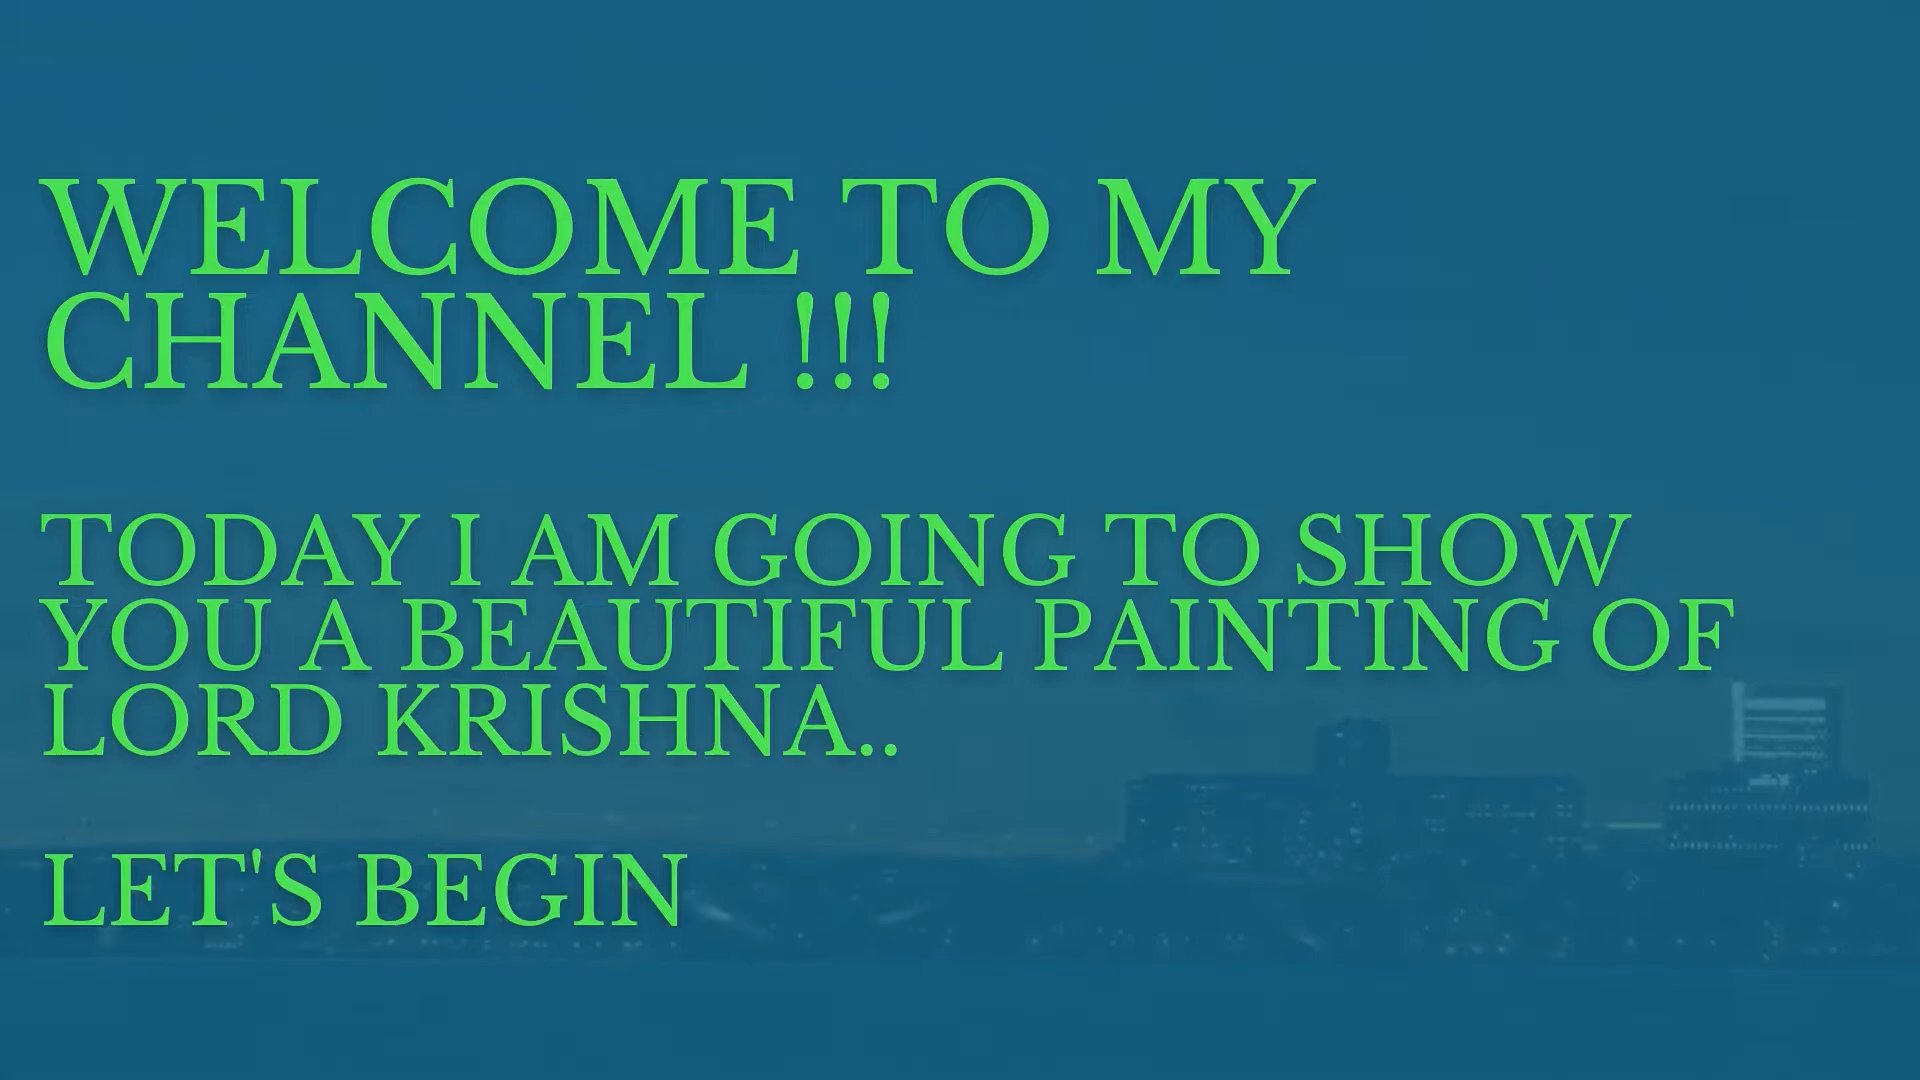 WELCOME TO MY
CHANNEL !!!
TODAY I AM GOING TO SHOW
YOU A BEAUTIFUL PAINTING OF
LORD KRISHNA..
LET'S BEGIN